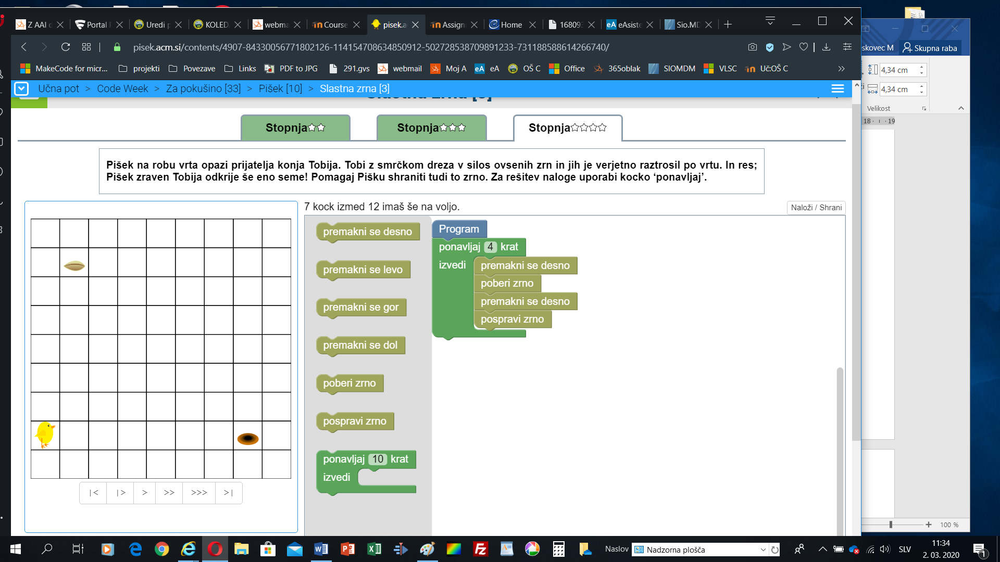 Z AAI
Portal
Uredi
KOLED
webma
Course
pisek.a
Assign
Home
16809
eAsiste
Sio.MD
pisek.acm.si/contents/4907-84330056771802126-114154708634850912-502728538709891233-731188588614266740/
MakeCode for micr...
projekti
Povezave
Links
PDF to JPG
291.gvs
webmail
Moj A
eA
OŠ C
Office
365oblak
SIOMDM
VLSC
Uč:OŠ C
Učna pot > Code Week > Za pokušino [33] > Pišek [10] > Slastna zrna [3]
Stopnja
Stopnja
Stopnja
Pišek na robu vrta opazi prijatelja konja Tobija. Tobi z smrčkom dreza v silos ovsenih zrn in jih je verjetno raztrosil po vrtu. In res;
Pišek zraven Tobija odkrije še eno seme! Pomagaj Pišku shraniti tudi to zrno. Za rešitev naloge uporabi kocko ‘ponavljaj’.
7 kock izmed 12 imaš še na voljo.
Naloži / Shrani
premakni se desno
premakni se levo
premakni se gor
premakni se dol
poberi zrno
pospravi zrno
ponavljaj 10 krat
izvedi
Program
ponavljaj 4 krat
izvedi
premakni se desno
poberi zrno
premakni se desno
pospravi zrno
|<
|>
>
>>
>>>
>|
skovec M
Skupna raba
4,34 cm
4,34 cm
Velikost
18 · ı · 19
100 %
Naslov
Nadzorna plošča
SLV
11:34
2. 03. 2020
1